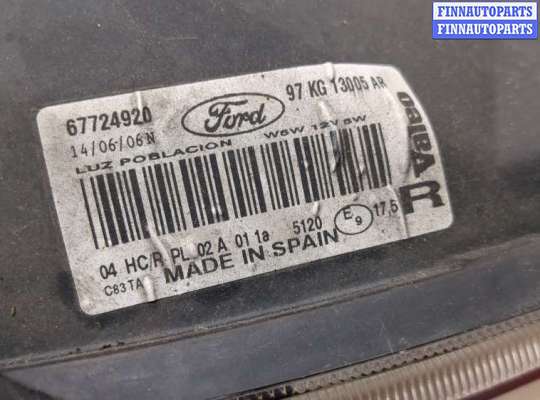 FINNAUTOPARTS
FINNAUTOPARTS
67724920
Ford
97 KG 13005 AR
14/06/06N
LUZ POBLACION W5W 12V 5W
Valeo
R
04 HC/R PL 02 A 01 1a 5120 E9 17,5
C83TA MADE IN SPAIN